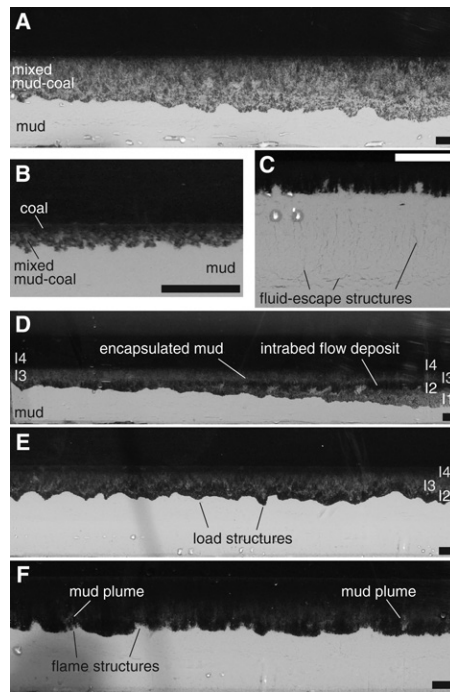 A
mixed
mud-coal
mud
B
coal
mixed
mud-coal
mud
C
fluid-escape structures
D
encapsulated mud
intrabed flow deposit
I4
I3
I4
I3
I2
I1
mud
E
I4
I3
I2
load structures
F
mud plume
mud plume
flame structures